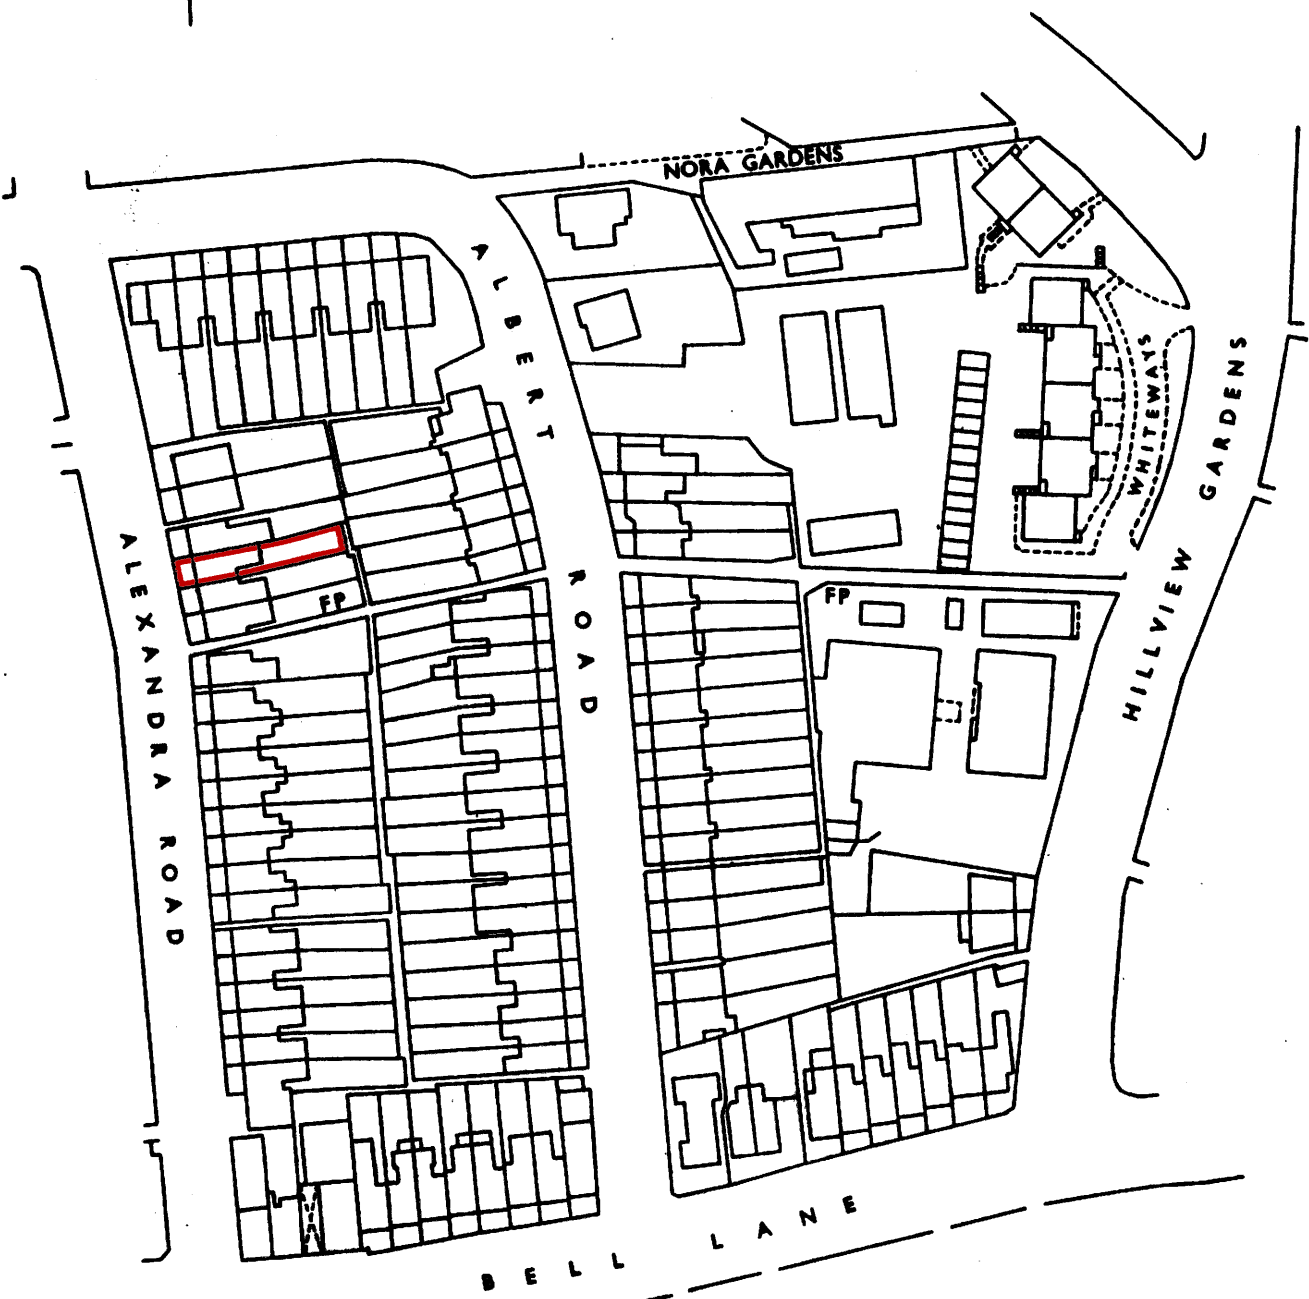 NORA GARDENS
ALBERT ROAD
WHITEWAYS
HILLVIEW GARDENS
ALEXANDRA ROAD
FP
FP
BELL LANE